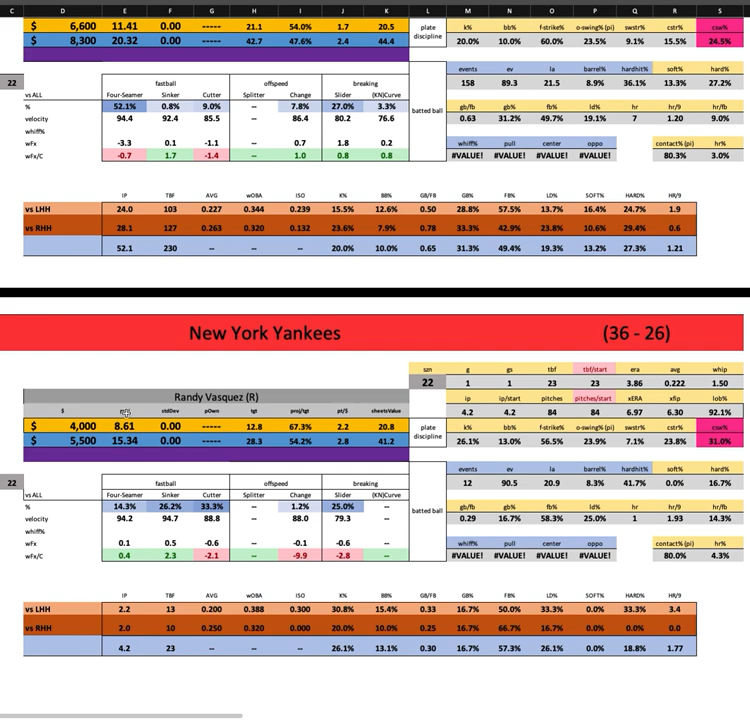 C D E F G H I J K L M N O P Q R S
$ 6,600 11.41 0.00 ----- 21.1 54.0% 1.7 20.5 plate discipline k% bb% f-strike% o-swing% (pi) swstr% cstr% csw%
$ 8,300 20.32 0.00 ----- 42.7 47.6% 2.4 44.4 20.0% 10.0% 60.0% 23.5% 9.1% 15.5% 24.5%
events ev la barrel% hardhit% soft% hard%
22 fastball offspeed breaking 158 89.3 21.5 8.9% 36.1% 13.3% 27.2%
vs ALL Four-Seamer Sinker Cutter Splitter Change Slider (KN)Curve batted ball
% 52.1% 0.8% 9.0% -- 7.8% 27.0% 3.3% gb/fb gb% fb% ld% hr hr/9 hr/fb
velocity 94.4 92.4 85.5 -- 86.4 80.2 76.6 0.63 31.2% 49.7% 19.1% 7 1.20 9.0%
whiff%
wFx -3.3 0.1 -1.1 0.7 1.8 0.2 whiff% pull center oppo contact% (pi) hr%
wFx/C -0.7 1.7 -1.4 1.0 0.8 0.8 #VALUE! #VALUE! #VALUE! #VALUE! 80.3% 3.0%
IP TBF AVG wOBA ISO K% BB% GB/FB GB% FB% LD% SOFT% HARD% HR/9
vs LHH 24.0 103 0.227 0.344 0.239 15.5% 12.6% 0.50 28.8% 57.5% 13.7% 16.4% 24.7% 1.9
vs RHH 28.1 127 0.263 0.320 0.132 23.6% 7.9% 0.78 33.3% 42.9% 23.8% 10.6% 29.4% 0.6
52.1 230 -- -- -- 20.0% 10.0% 0.65 31.3% 49.4% 19.3% 13.2% 27.3% 1.21
New York Yankees (36 - 26)
szn g gs tbf tbf/start era avg whip
22 1 1 23 23 3.86 0.222 1.50
Randy Vasquez (R) ip ip/start pitches pitches/start xERA xfip lob%
$ stdDev pOwn tgt proj/tgt pt/$ sheetsValue 4.2 4.2 84 84 6.97 6.30 92.1%
$ 4,000 8.61 0.00 ----- 12.8 67.3% 2.2 20.8 plate discipline k% bb% f-strike% o-swing% (pi) swstr% cstr% csw%
$ 5,500 15.34 0.00 ----- 28.3 54.2% 2.8 41.2 26.1% 13.0% 56.5% 23.9% 7.1% 23.8% 31.0%
events ev la barrel% hardhit% soft% hard%
22 fastball offspeed breaking 12 90.5 20.9 8.3% 41.7% 0.0% 16.7%
vs ALL Four-Seamer Sinker Cutter Splitter Change Slider (KN)Curve batted ball
% 14.3% 26.2% 33.3% -- 1.2% 25.0% -- gb/fb gb% fb% ld% hr hr/9 hr/fb
velocity 94.2 94.7 88.8 -- 88.0 79.3 -- 0.29 16.7% 58.3% 25.0% 1 1.93 14.3%
whiff%
wFx 0.1 0.5 -0.6 -- -0.1 -0.6 -- whiff% pull center oppo contact% (pi) hr%
wFx/C 0.4 2.3 -2.1 -- -9.9 -2.8 -- #VALUE! #VALUE! #VALUE! #VALUE! 80.0% 4.3%
IP TBF AVG wOBA ISO K% BB% GB/FB GB% FB% LD% SOFT% HARD% HR/9
vs LHH 2.2 13 0.200 0.388 0.300 30.8% 15.4% 0.33 16.7% 50.0% 33.3% 0.0% 33.3% 3.4
vs RHH 2.0 10 0.250 0.320 0.000 20.0% 10.0% 0.25 16.7% 66.7% 16.7% 0.0% 0.0% 0.0
4.2 23 -- -- -- 26.1% 13.1% 0.30 16.7% 57.3% 26.1% 0.0% 18.8% 1.77